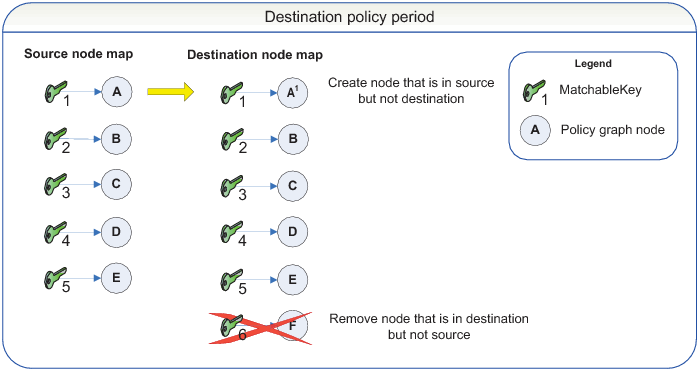 Destination policy period
Source node map
Destination node map
Legend
1 A
1 A¹
Create node that is in source
but not destination
1 MatchableKey
A Policy graph node
2 B
2 B
3 C
3 C
4 D
4 D
5 E
5 E
6 F
Remove node that is in destination
but not source